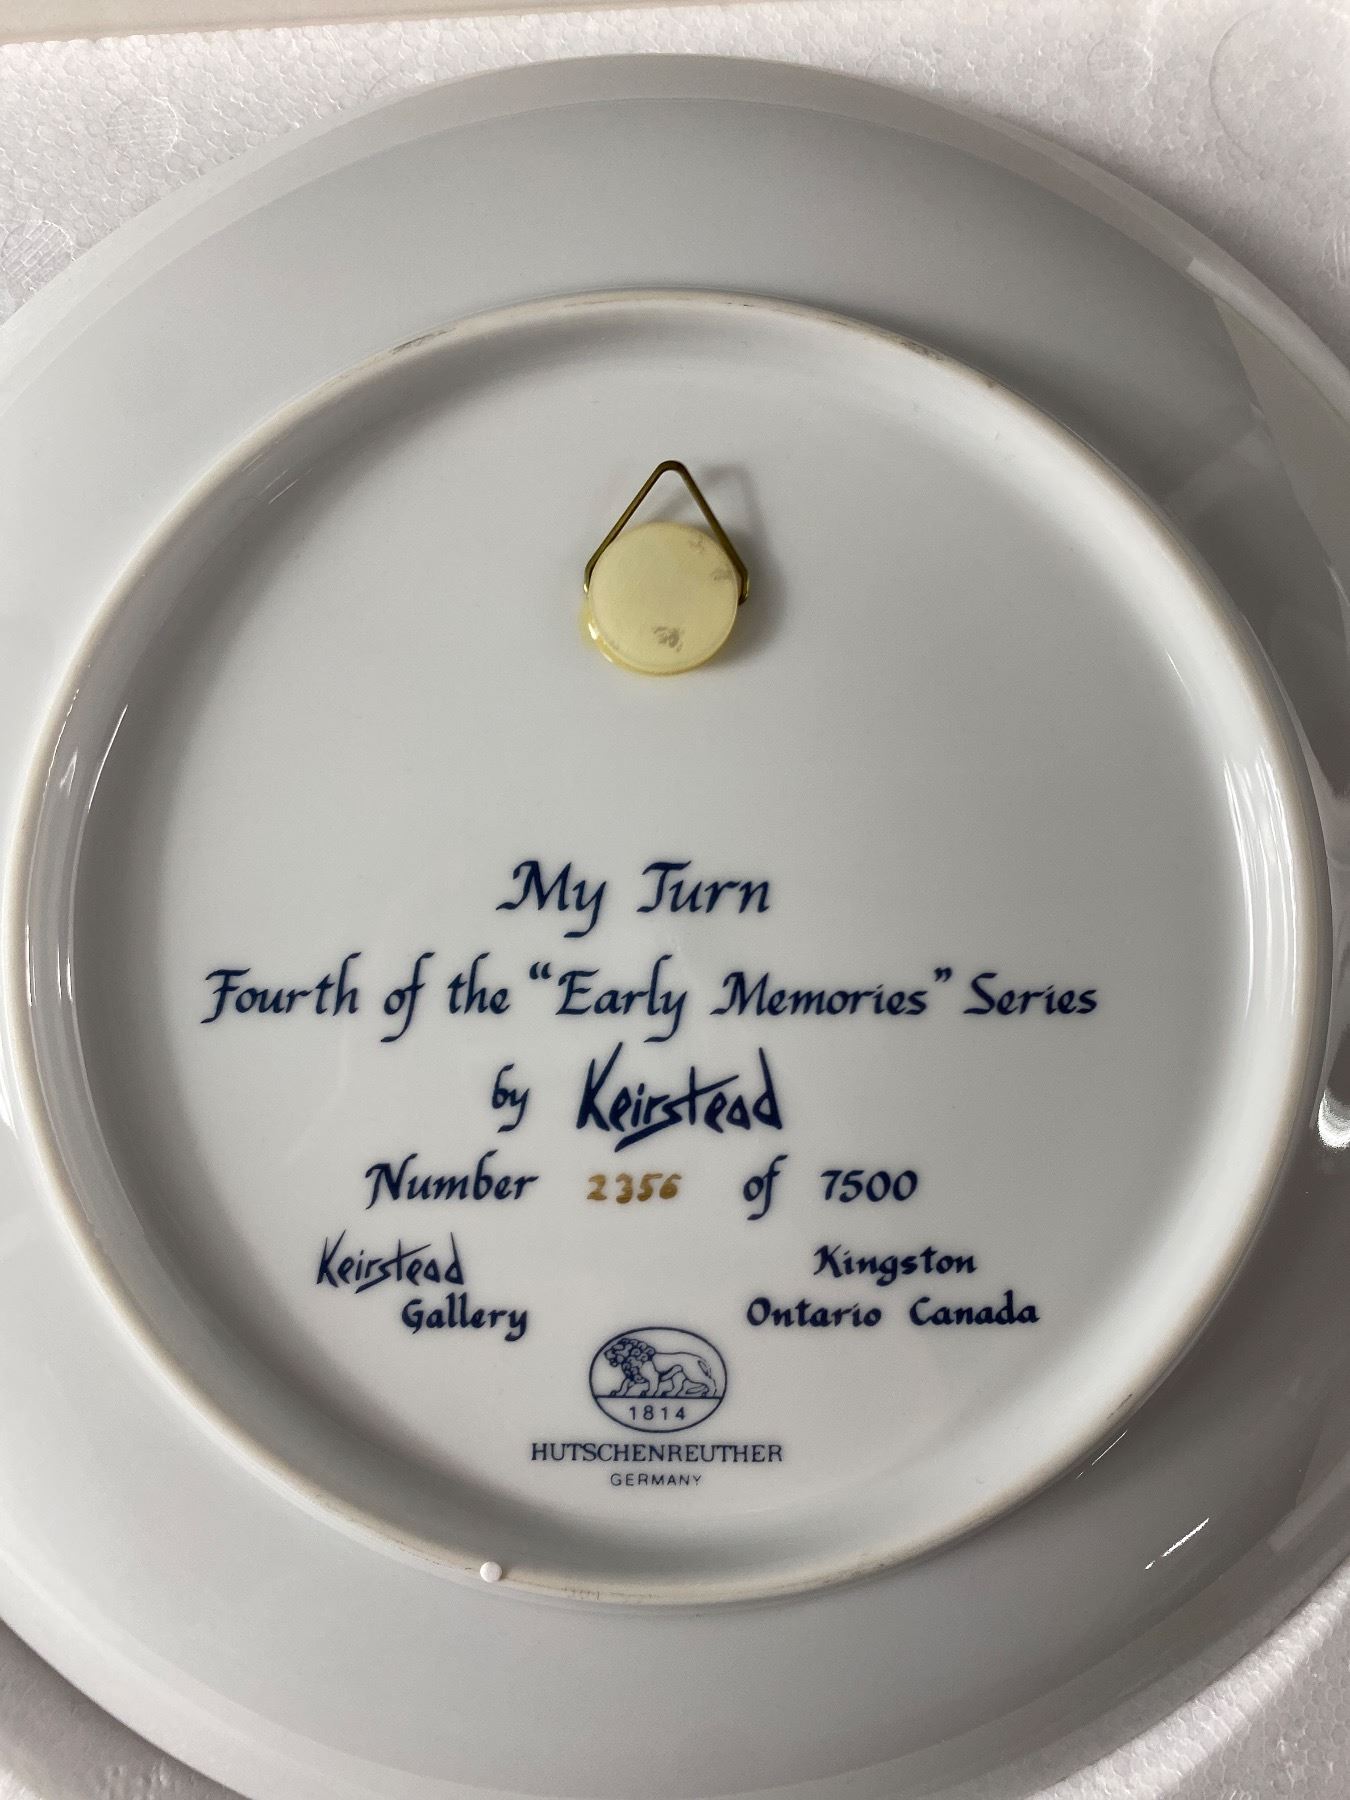 My Turn
Fourth of the “Early Memories” Series
by Keirstead
Number 2356 of 7500
Keirstead
Gallery
Kingston
Ontario Canada
1814
HUTSCHENREUTHER
GERMANY